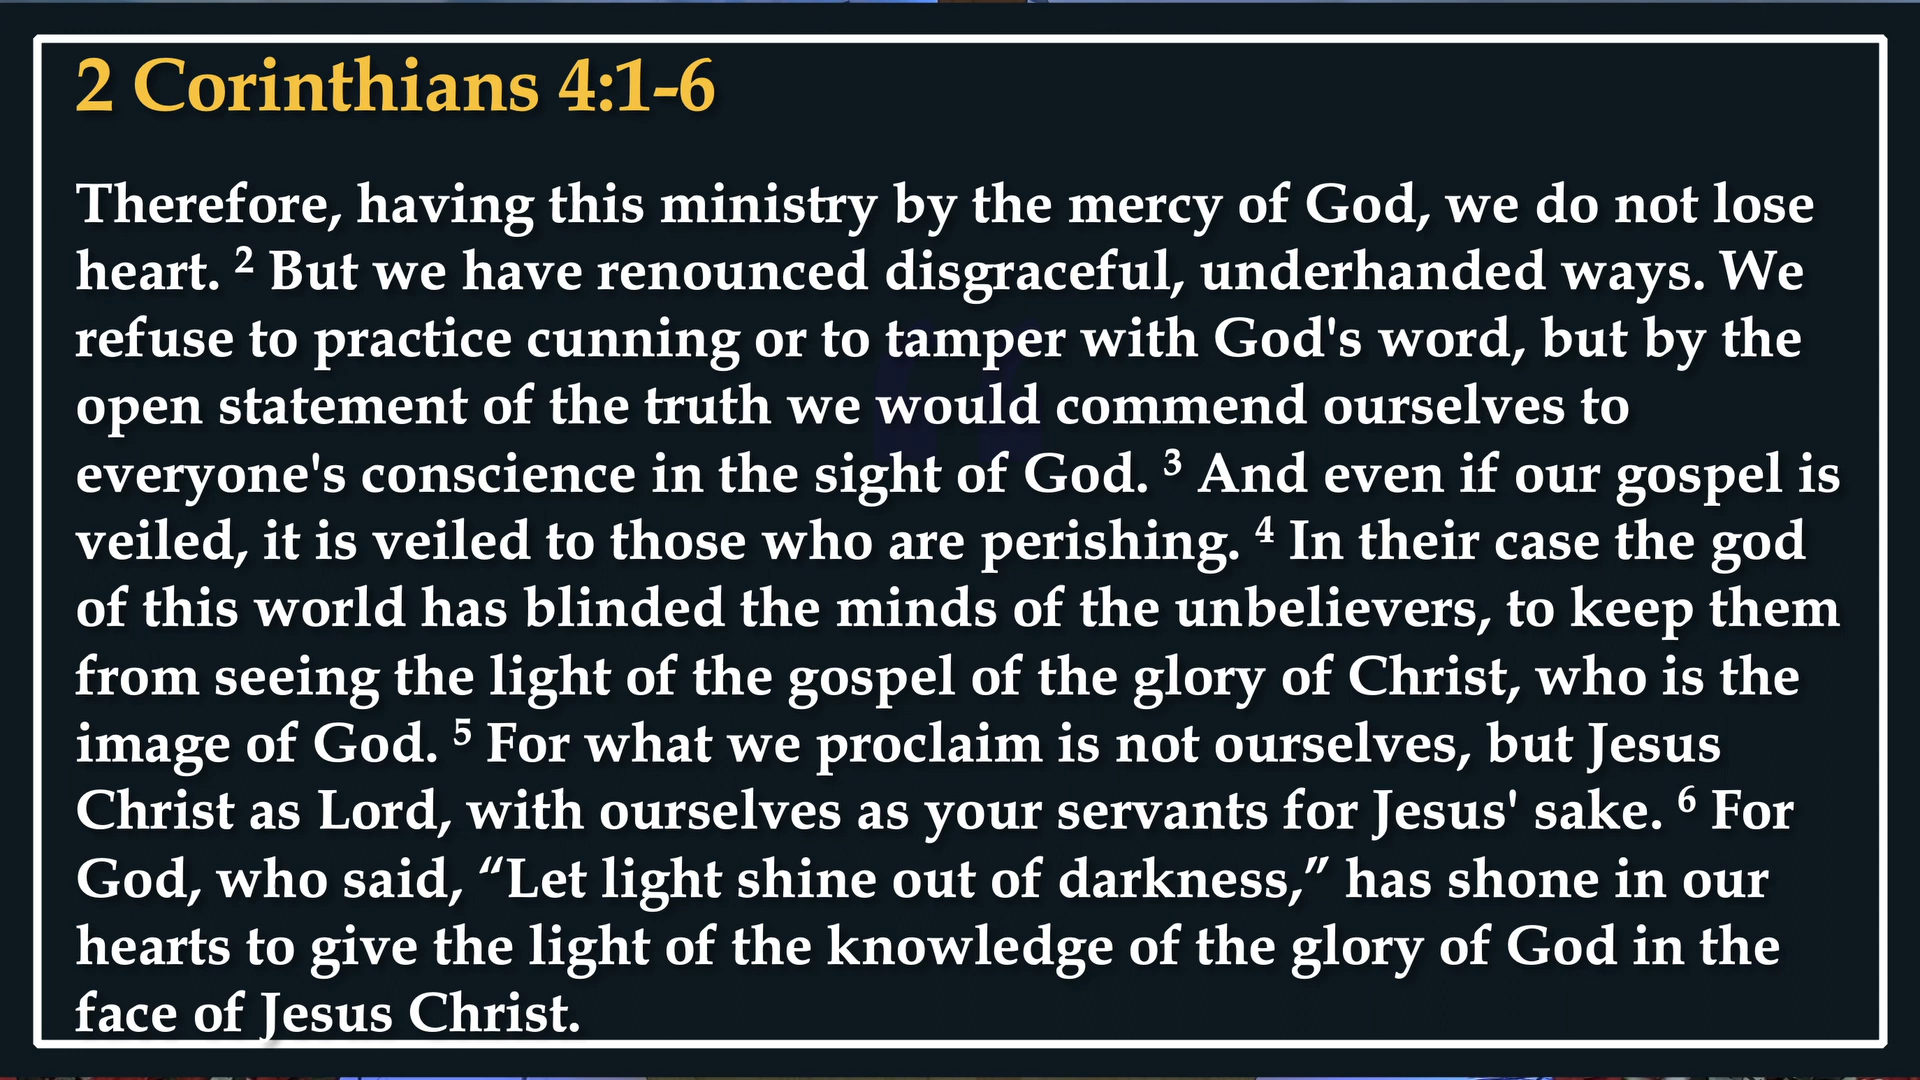 2 Corinthians 4:1-6
Therefore, having this ministry by the mercy of God, we do not lose
heart. ² But we have renounced disgraceful, underhanded ways. We
refuse to practice cunning or to tamper with God's word, but by the
open statement of the truth we would commend ourselves to
everyone's conscience in the sight of God. ³ And even if our gospel is
veiled, it is veiled to those who are perishing. ⁴ In their case the god
of this world has blinded the minds of the unbelievers, to keep them
from seeing the light of the gospel of the glory of Christ, who is the
image of God. ⁵ For what we proclaim is not ourselves, but Jesus
Christ as Lord, with ourselves as your servants for Jesus' sake. ⁶ For
God, who said, “Let light shine out of darkness,” has shone in our
hearts to give the light of the knowledge of the glory of God in the
face of Jesus Christ.